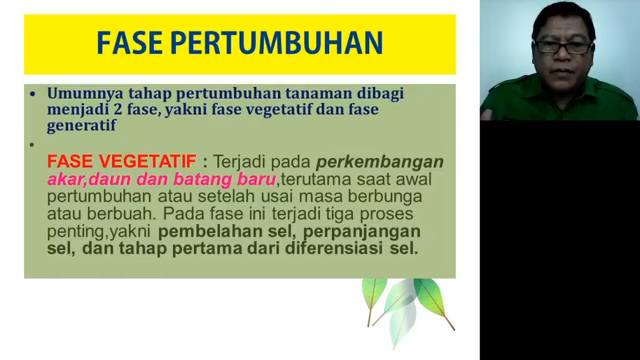 FASE PERTUMBUHAN
• Umumnya tahap pertumbuhan tanaman dibagi
menjadi 2 fase, yakni fase vegetatif dan fase
generatif
•
FASE VEGETATIF : Terjadi pada perkembangan
akar,daun dan batang baru,terutama saat awal
pertumbuhan atau setelah usai masa berbunga
atau berbuah. Pada fase ini terjadi tiga proses
penting,yakni pembelahan sel, perpanjangan
sel, dan tahap pertama dari diferensiasi sel.